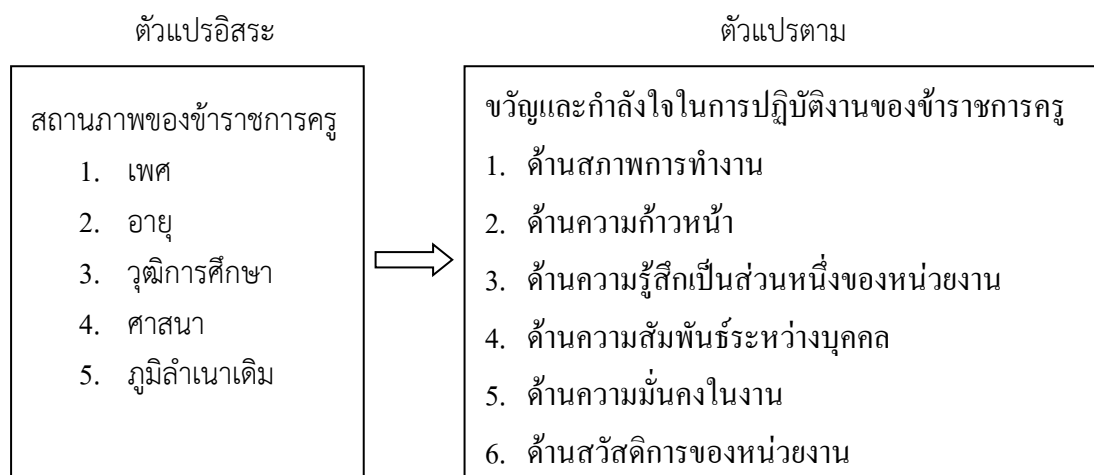 ตัวแปรอิสระ
สถานภาพของข้าราชการครู
1. เพศ
2. อายุ
3. วุฒิการศึกษา
4. ศาสนา
5. ภูมิลำเนาเดิม
ตัวแปรตาม
ขวัญและกำลังใจในการปฏิบัติงานของข้าราชการครู
1. ด้านสภาพการทำงาน
2. ด้านความก้าวหน้า
3. ด้านความรู้สึกเป็นส่วนหนึ่งของหน่วยงาน
4. ด้านความสัมพันธ์ระหว่างบุคคล
5. ด้านความมั่นคงในงาน
6. ด้านสวัสดิการของหน่วยงาน